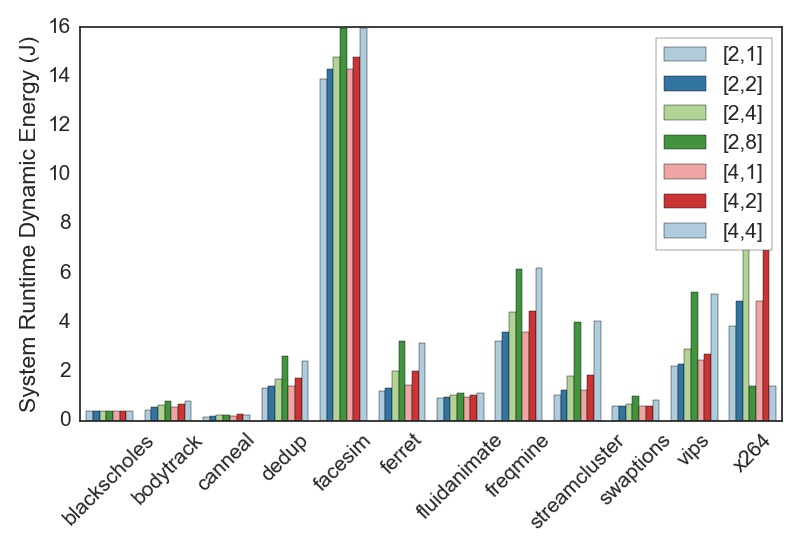 System Runtime Dynamic Energy (J)
16
14
12
10
8
6
4
2
0
[2,1]
[2,2]
[2,4]
[2,8]
[4,1]
[4,2]
[4,4]
blackscholes
bodytrack
canneal
dedup
facesim
ferret
fluidanimate
freqmine
streamcluster
swaptions
vips
x264